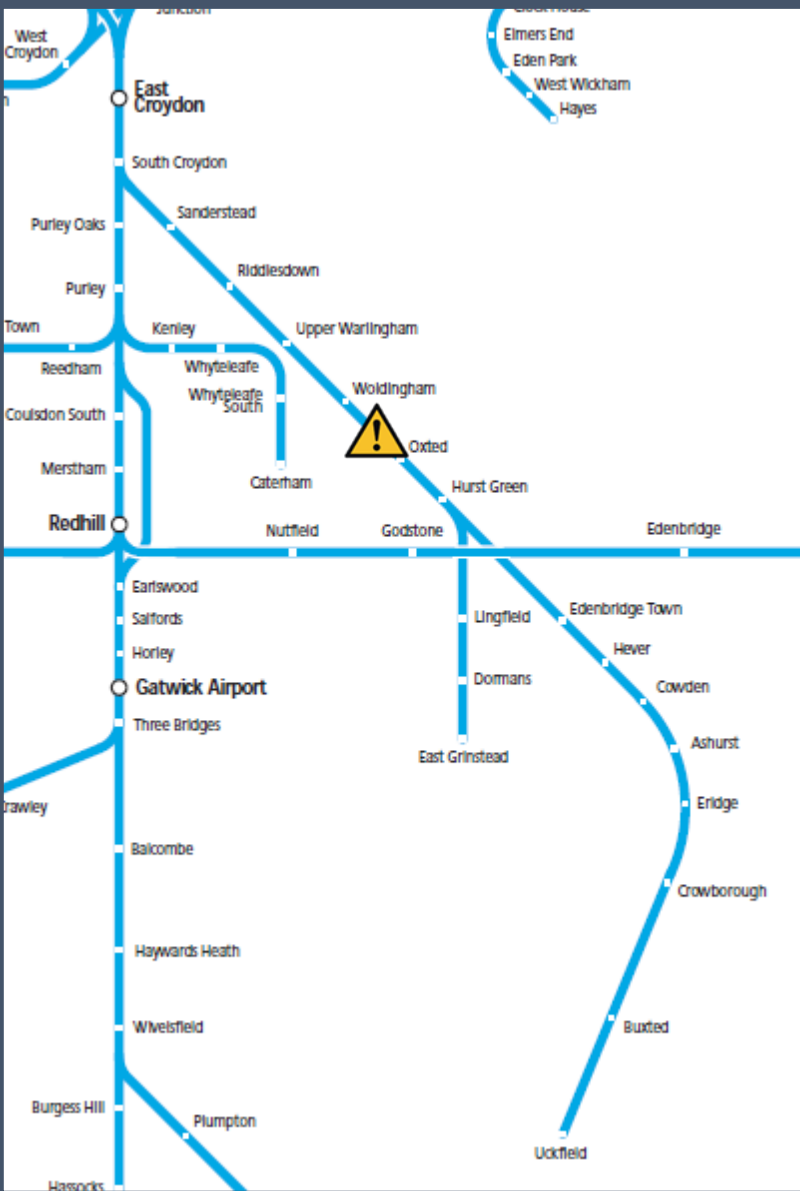 Junction
West
Croydon
Elmers End
Eden Park
West Wickham
Hayes
East
Croydon
South Croydon
Sanderstead
Purley Oaks
Riddlesdown
Purley
Town
Kenley
Upper Warlingham
Reedham
Whyteleafe
Woldingham
Whyteleafe
South
Coulsdon South
Oxted
Merstham
Caterham
Hurst Green
Redhill
Nutfield
Godstone
Edenbridge
Earlswood
Salfords
Lingfield
Edenbridge Town
Horley
Hever
Gatwick Airport
Dormans
Cowden
Three Bridges
Ashurst
East Grinstead
Eridge
rawley
Balcombe
Crowborough
Haywards Heath
Wivelsfield
Buxted
Burgess Hill
Plumpton
Uckfield
Hassocks